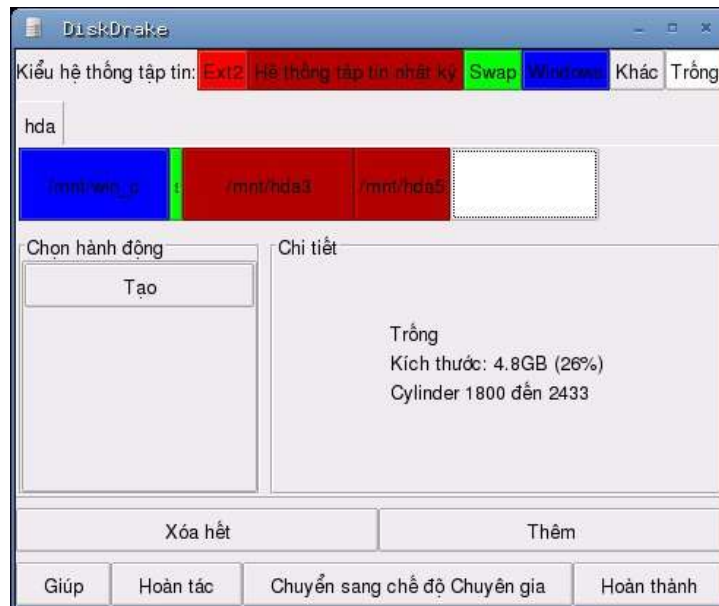 DiskDrake
Kiểu hệ thống tập tin: Ext2 Hệ thống tập tin nhật ký Swap Windows Khác Trống
hda
/mnt/win_c /mnt/hda3 /mnt/hda5
Chọn hành động Chi tiết
Tạo
Trống
Kích thước: 4.8GB (26%)
Cylinder 1800 đến 2433
Xóa hết Thêm
Giúp Hoàn tác Chuyển sang chế độ Chuyên gia Hoàn thành